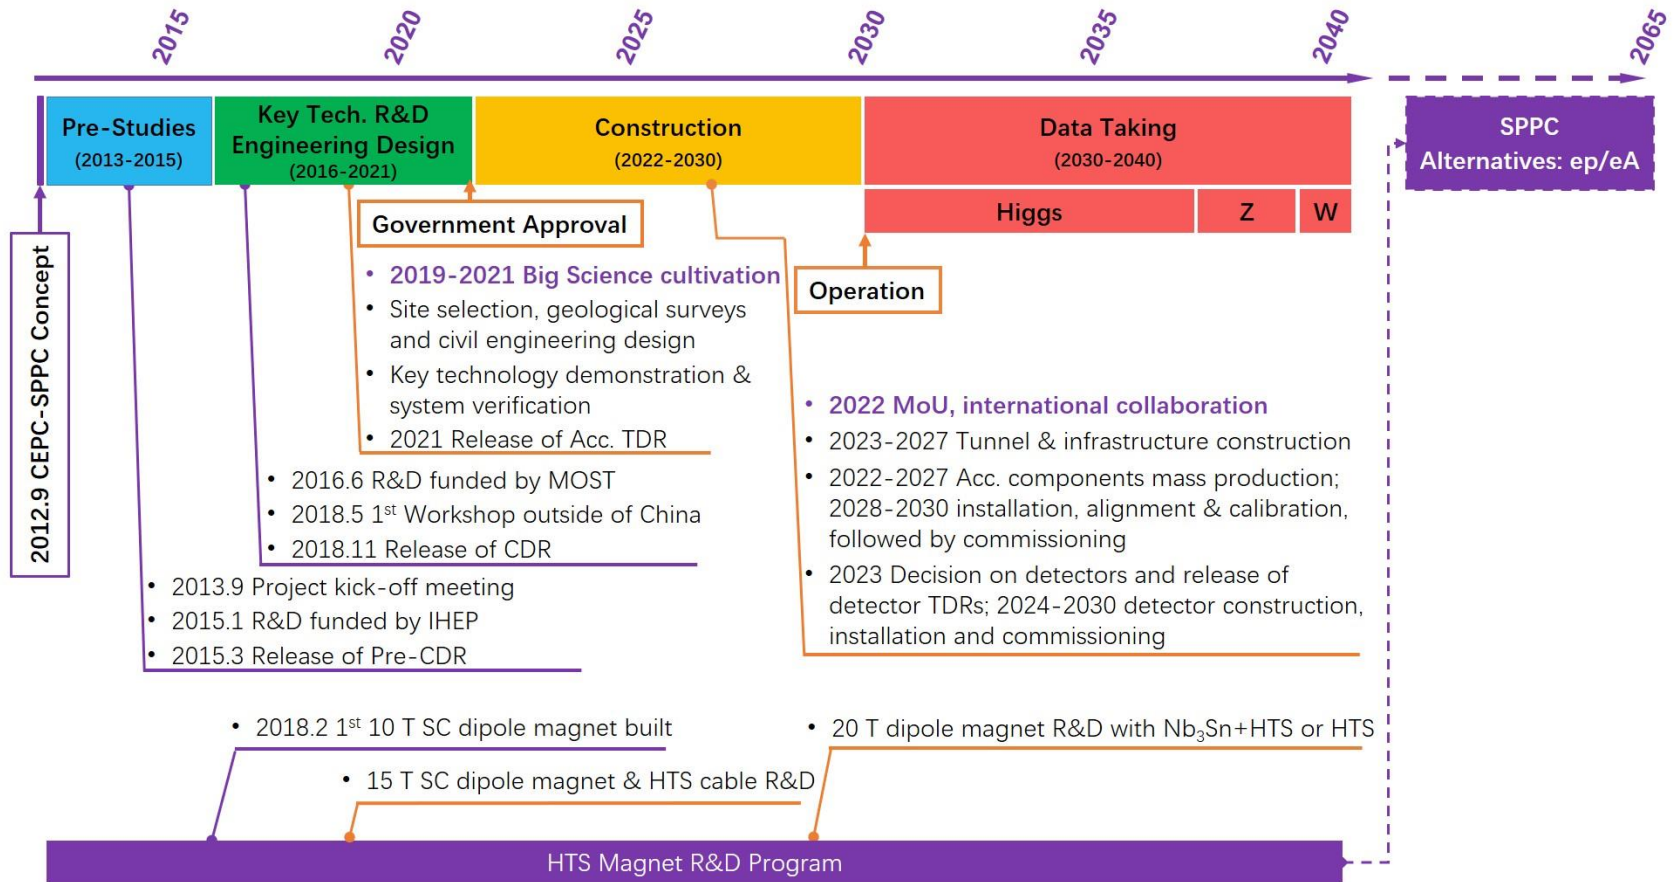 2015
2020
2025
2030
2035
2040
2065
Pre-Studies
(2013-2015)
Key Tech. R&D
Engineering Design
(2016-2021)
Construction
(2022-2030)
Data Taking
(2030-2040)
SPPC
Alternatives: ep/eA
Higgs
Z
W
2012.9 CEPC-SPPC Concept
Government Approval
Operation
• 2019-2021 Big Science cultivation
• Site selection, geological surveys
and civil engineering design
• Key technology demonstration &
system verification
• 2021 Release of Acc. TDR
• 2016.6 R&D funded by MOST
• 2018.5 1st Workshop outside of China
• 2018.11 Release of CDR
• 2013.9 Project kick-off meeting
• 2015.1 R&D funded by IHEP
• 2015.3 Release of Pre-CDR
• 2022 MoU, international collaboration
• 2023-2027 Tunnel & infrastructure construction
• 2022-2027 Acc. components mass production;
2028-2030 installation, alignment & calibration,
followed by commissioning
• 2023 Decision on detectors and release of
detector TDRs; 2024-2030 detector construction,
installation and commissioning
• 2018.2 1st 10 T SC dipole magnet built
• 15 T SC dipole magnet & HTS cable R&D
• 20 T dipole magnet R&D with Nb₃Sn+HTS or HTS
HTS Magnet R&D Program